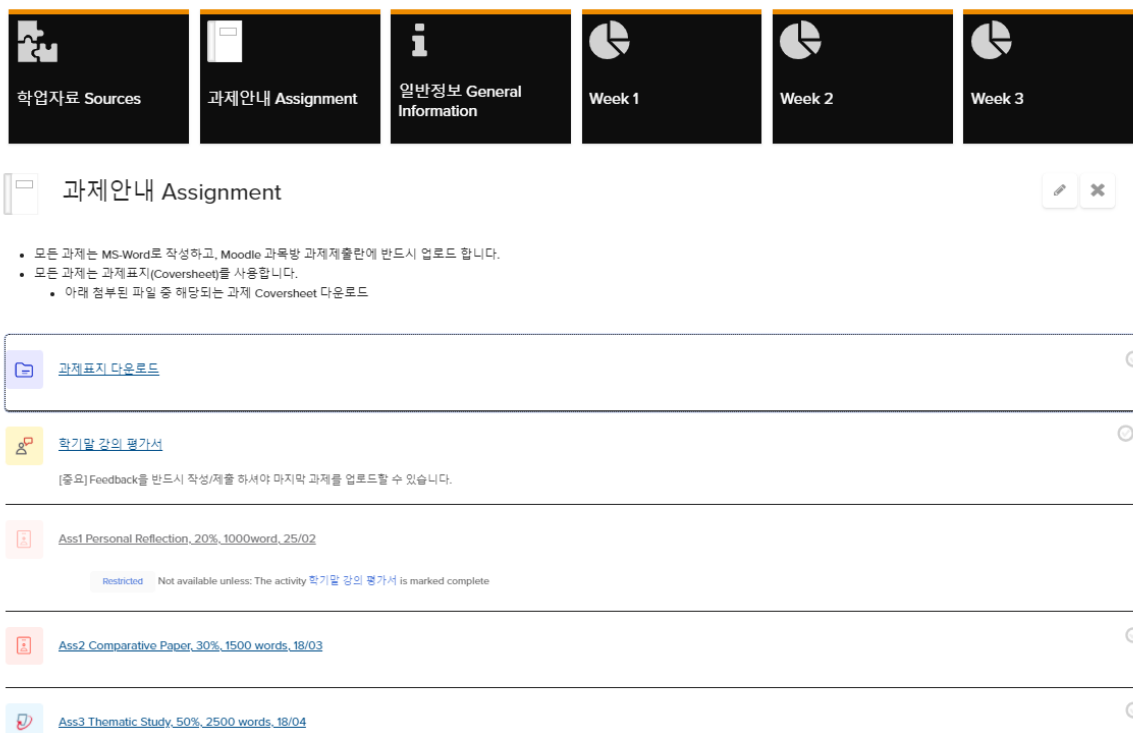 학업자료 Sources
과제안내 Assignment
일반정보 General
Information
Week 1
Week 2
Week 3
과제안내 Assignment
모든 과제는 MS-Word로 작성하고, Moodle 과목방 과제제출란에 반드시 업로드 합니다.
모든 과제는 과제표지(Coversheet)를 사용합니다.
아래 첨부된 파일 중 해당되는 과제 Coversheet 다운로드
과제표지 다운로드
학기말 강의 평가서
[중요] Feedback을 반드시 작성/제출 하셔야 마지막 과제를 업로드할 수 있습니다.
Ass1 Personal Reflection, 20%, 1000word, 25/02
Restricted Not available unless: The activity 학기말 강의 평가서 is marked complete
Ass2 Comparative Paper, 30%, 1500 words, 18/03
Ass3 Thematic Study, 50%, 2500 words, 18/04